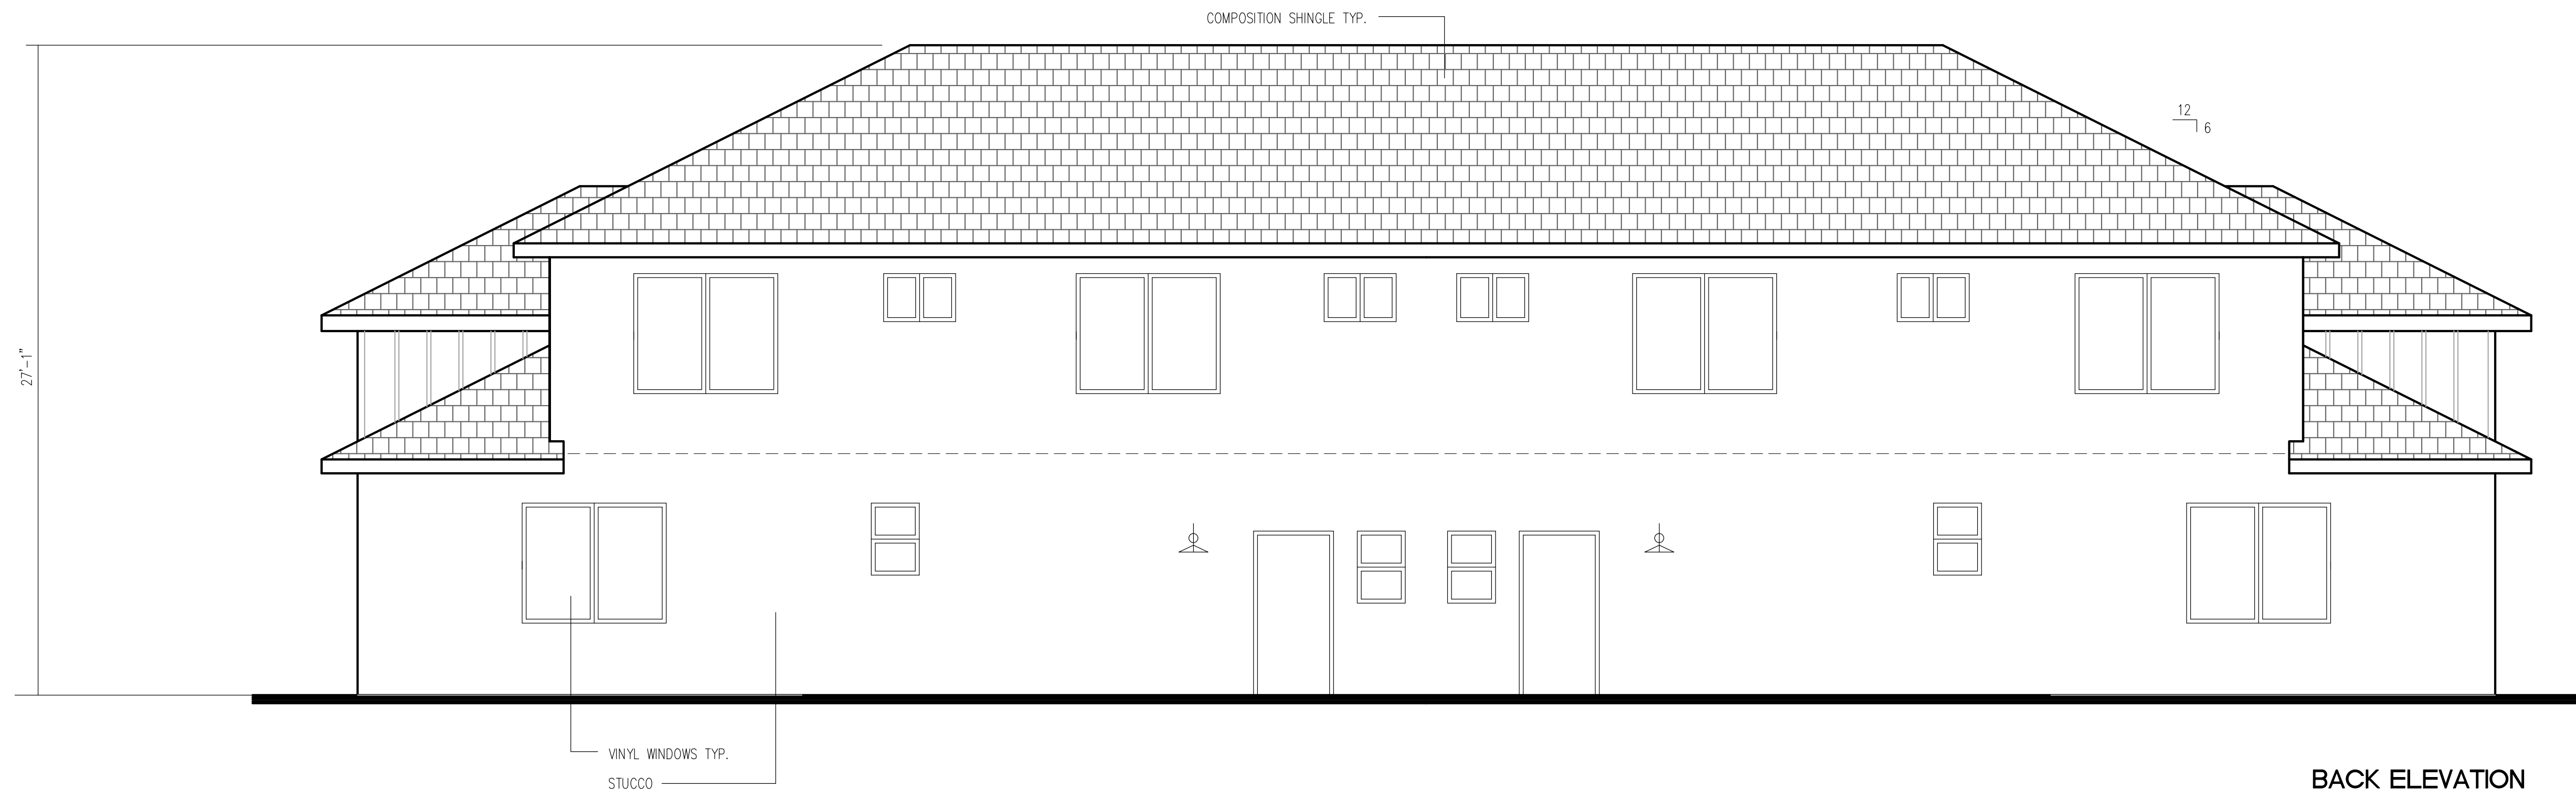 COMPOSITION SHINGLE TYP.
12
6
27'-1"
VINYL WINDOWS TYP.
STUCCO
BACK ELEVATION